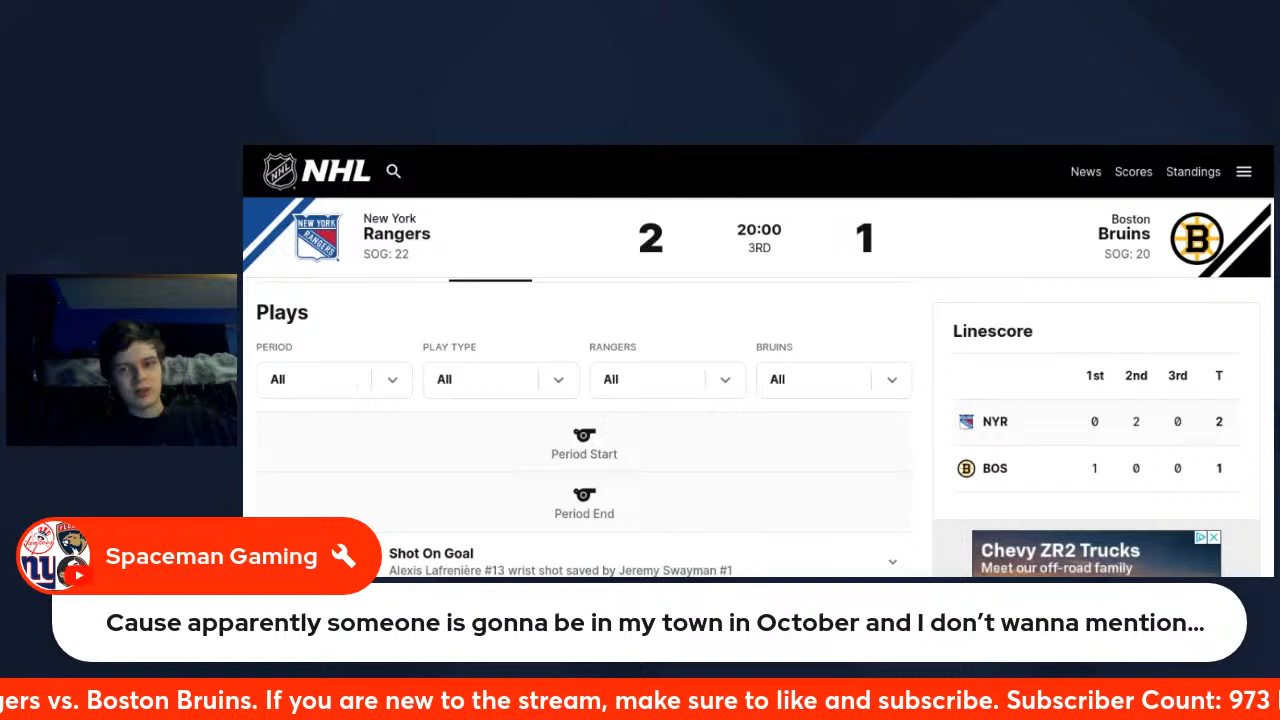 NHL
NHL
News Scores Standings
NEW YORK
RANGERS
New York
Rangers
SOG: 22
2
20:00
3RD
1
Boston
Bruins
SOG: 20
B
Plays
PERIOD PLAY TYPE RANGERS BRUINS
All All All All
Period Start
Period End
Shot On Goal
Alexis Lafrenière #13 wrist shot saved by Jeremy Swayman #1
Linescore
1st 2nd 3rd T
NYR 0 2 0 2
B BOS 1 0 0 1
Chevy ZR2 Trucks
Meet our off-road family
ny
Spaceman Gaming
Cause apparently someone is gonna be in my town in October and I don’t wanna mention...
gers vs. Boston Bruins. If you are new to the stream, make sure to like and subscribe. Subscriber Count: 973